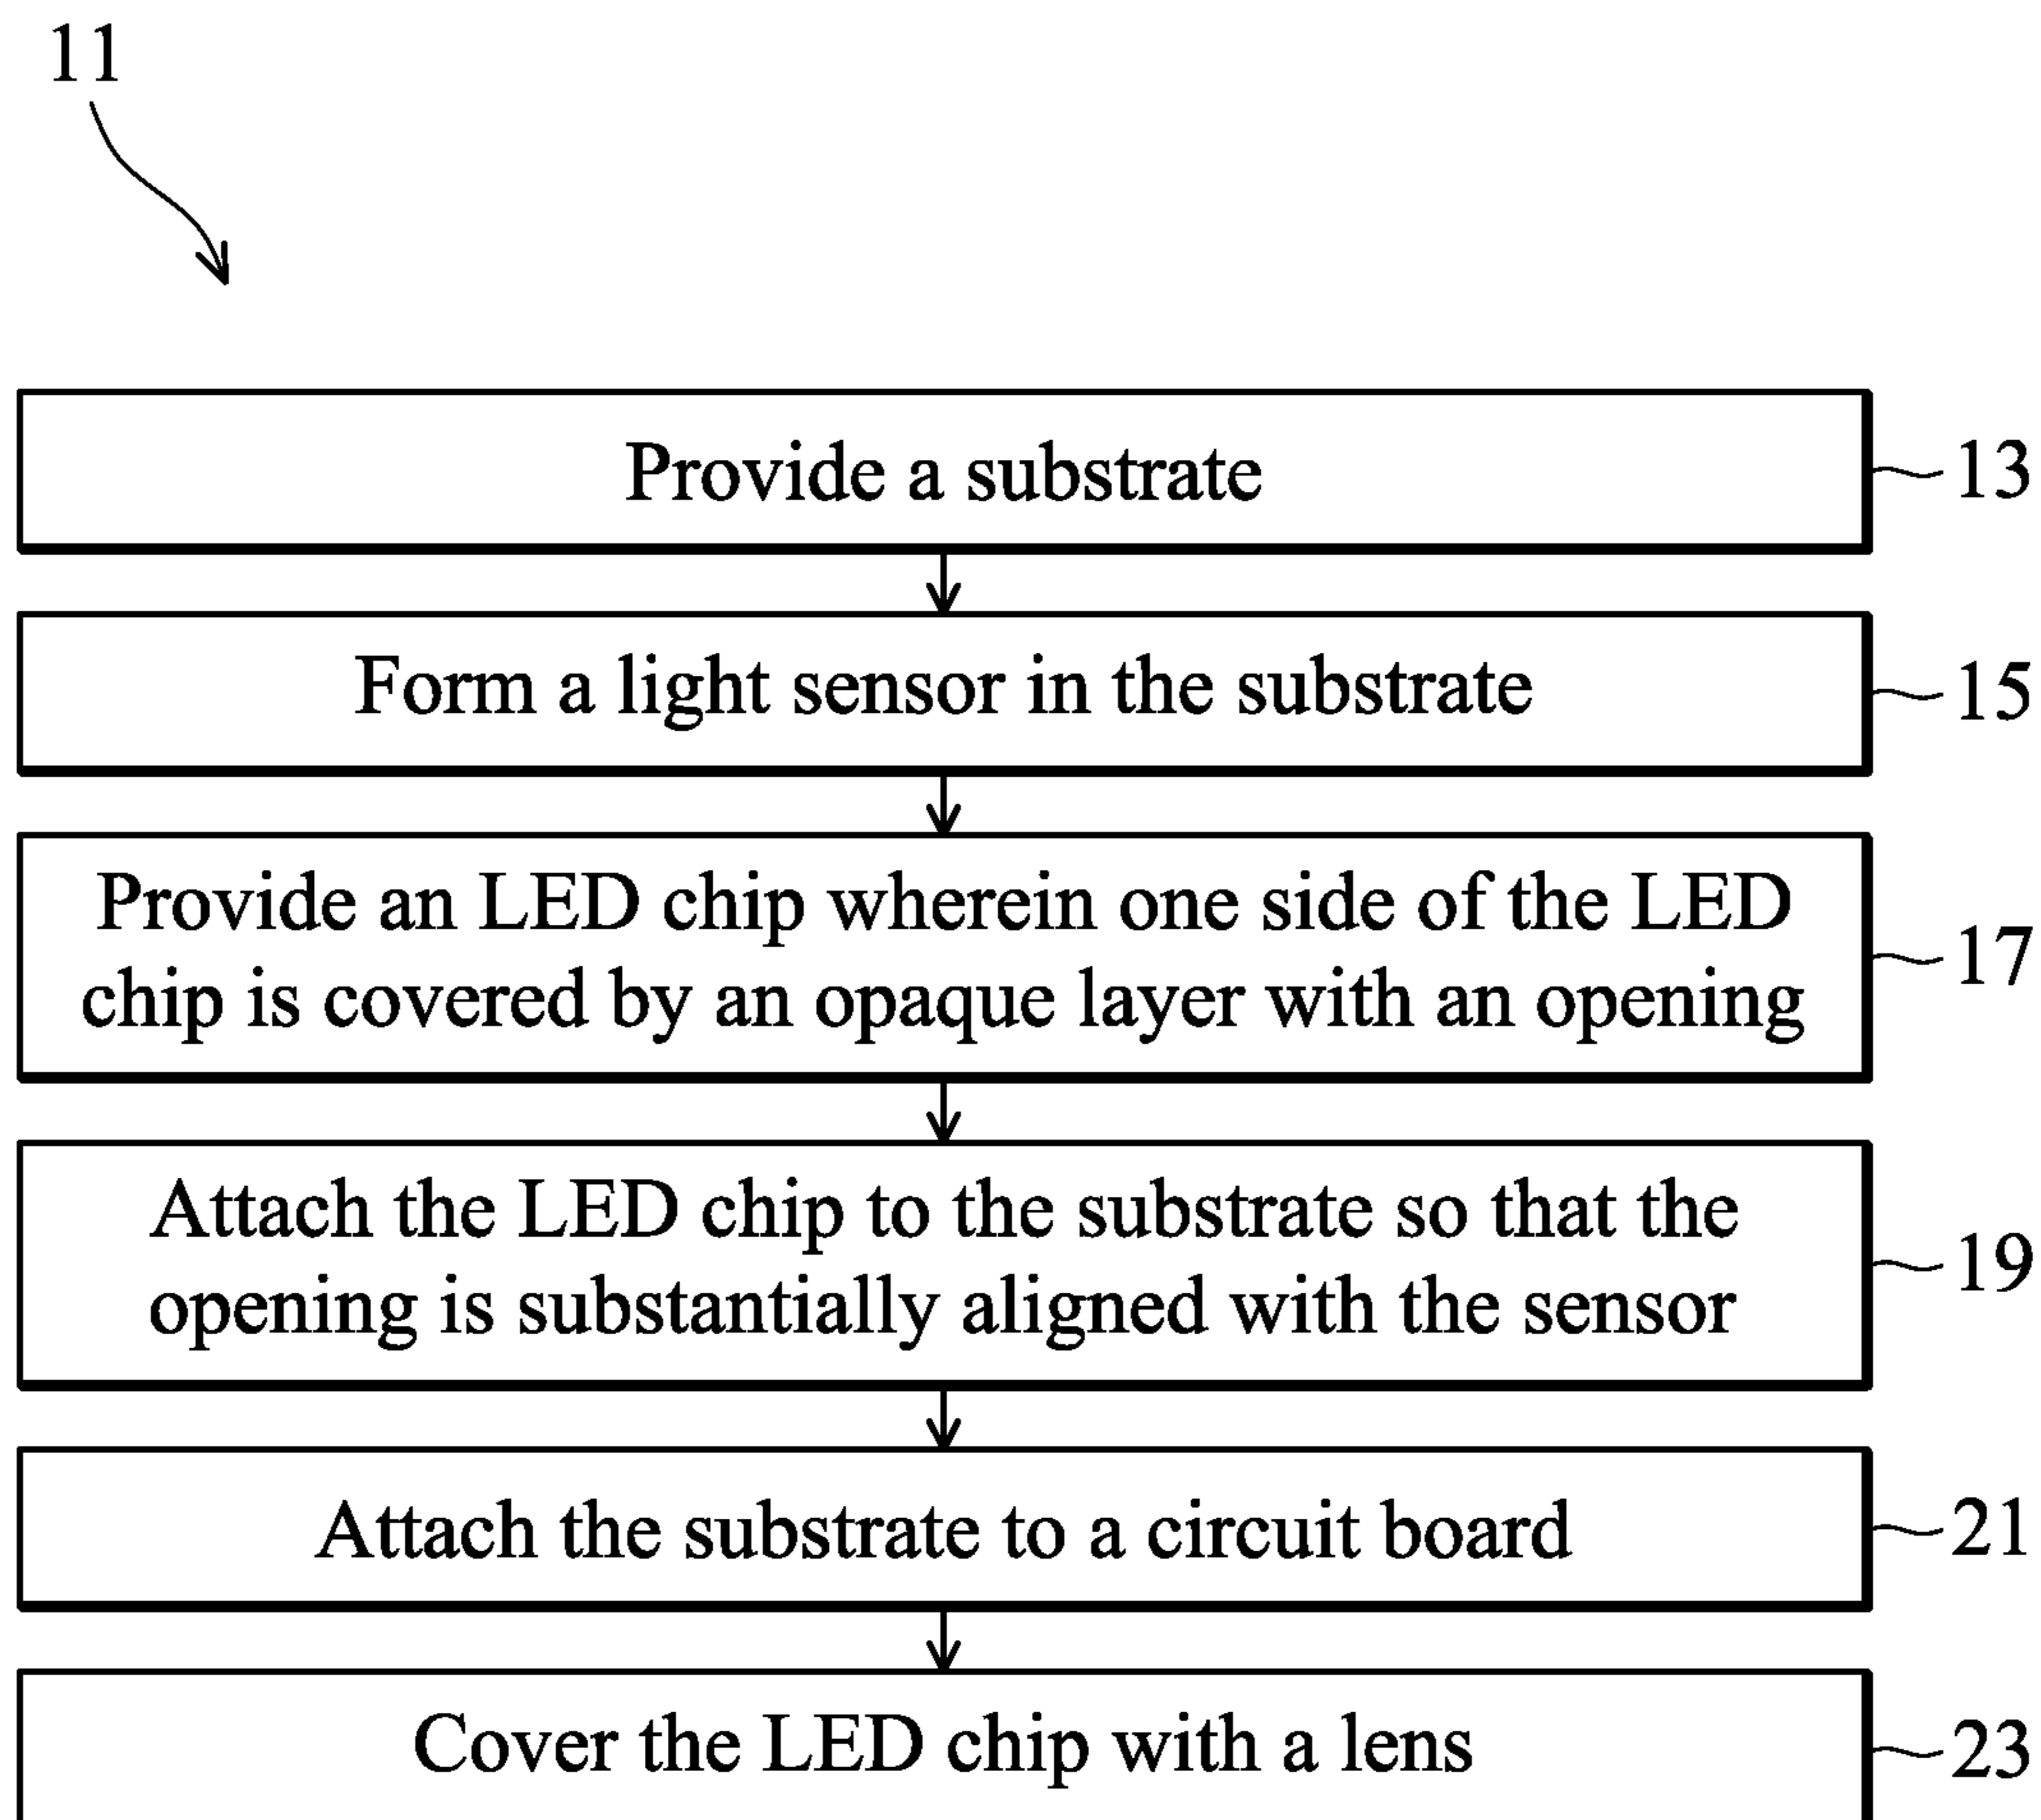 11
Provide a substrate
13
Form a light sensor in the substrate
15
Provide an LED chip wherein one side of the LED
chip is covered by an opaque layer with an opening
17
Attach the LED chip to the substrate so that the
opening is substantially aligned with the sensor
19
Attach the substrate to a circuit board
21
Cover the LED chip with a lens
23